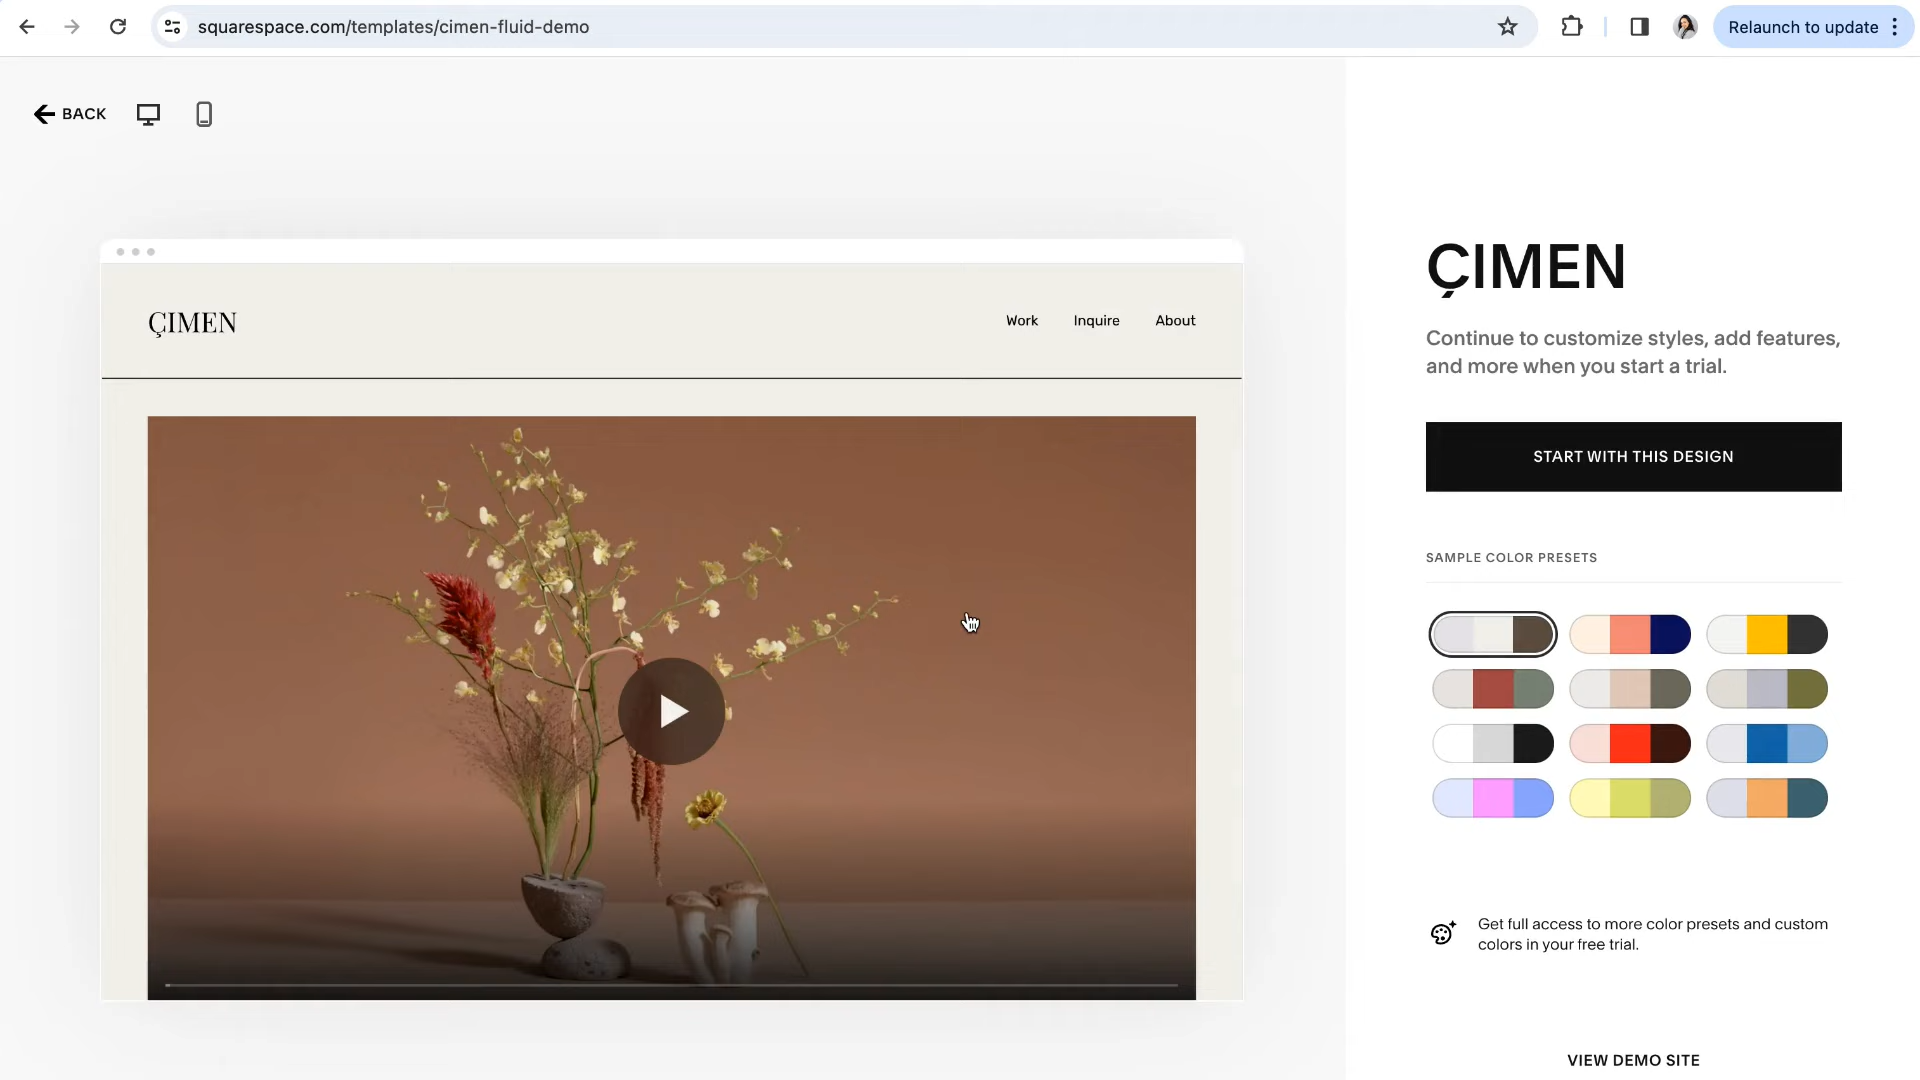 squarespace.com/templates/cimen-fluid-demo
Relaunch to update
BACK
ÇIMEN
Work
Inquire
About
ÇIMEN
Continue to customize styles, add features,
and more when you start a trial.
START WITH THIS DESIGN
SAMPLE COLOR PRESETS
Get full access to more color presets and custom
colors in your free trial.
VIEW DEMO SITE